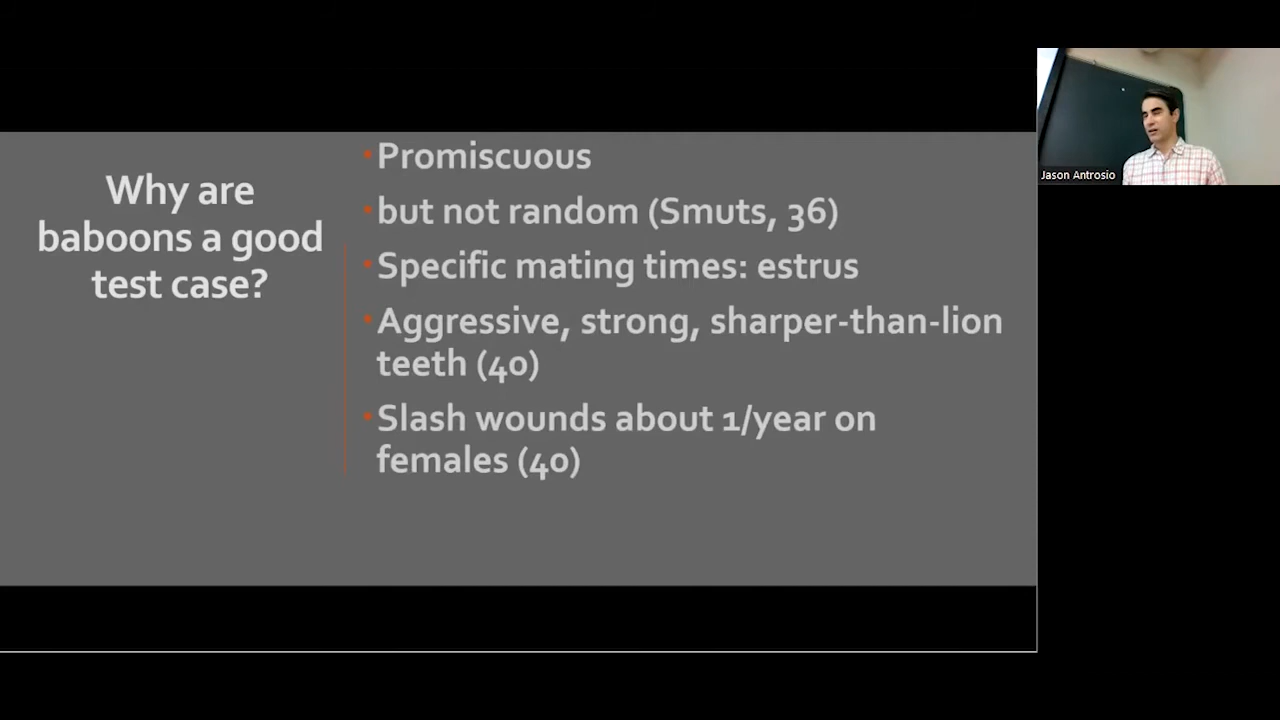 Why are
baboons a good
test case?
Promiscuous
but not random (Smuts, 36)
Specific mating times: estrus
Aggressive, strong, sharper-than-lion
teeth (40)
Slash wounds about 1/year on
females (40)
Jason Antrosio